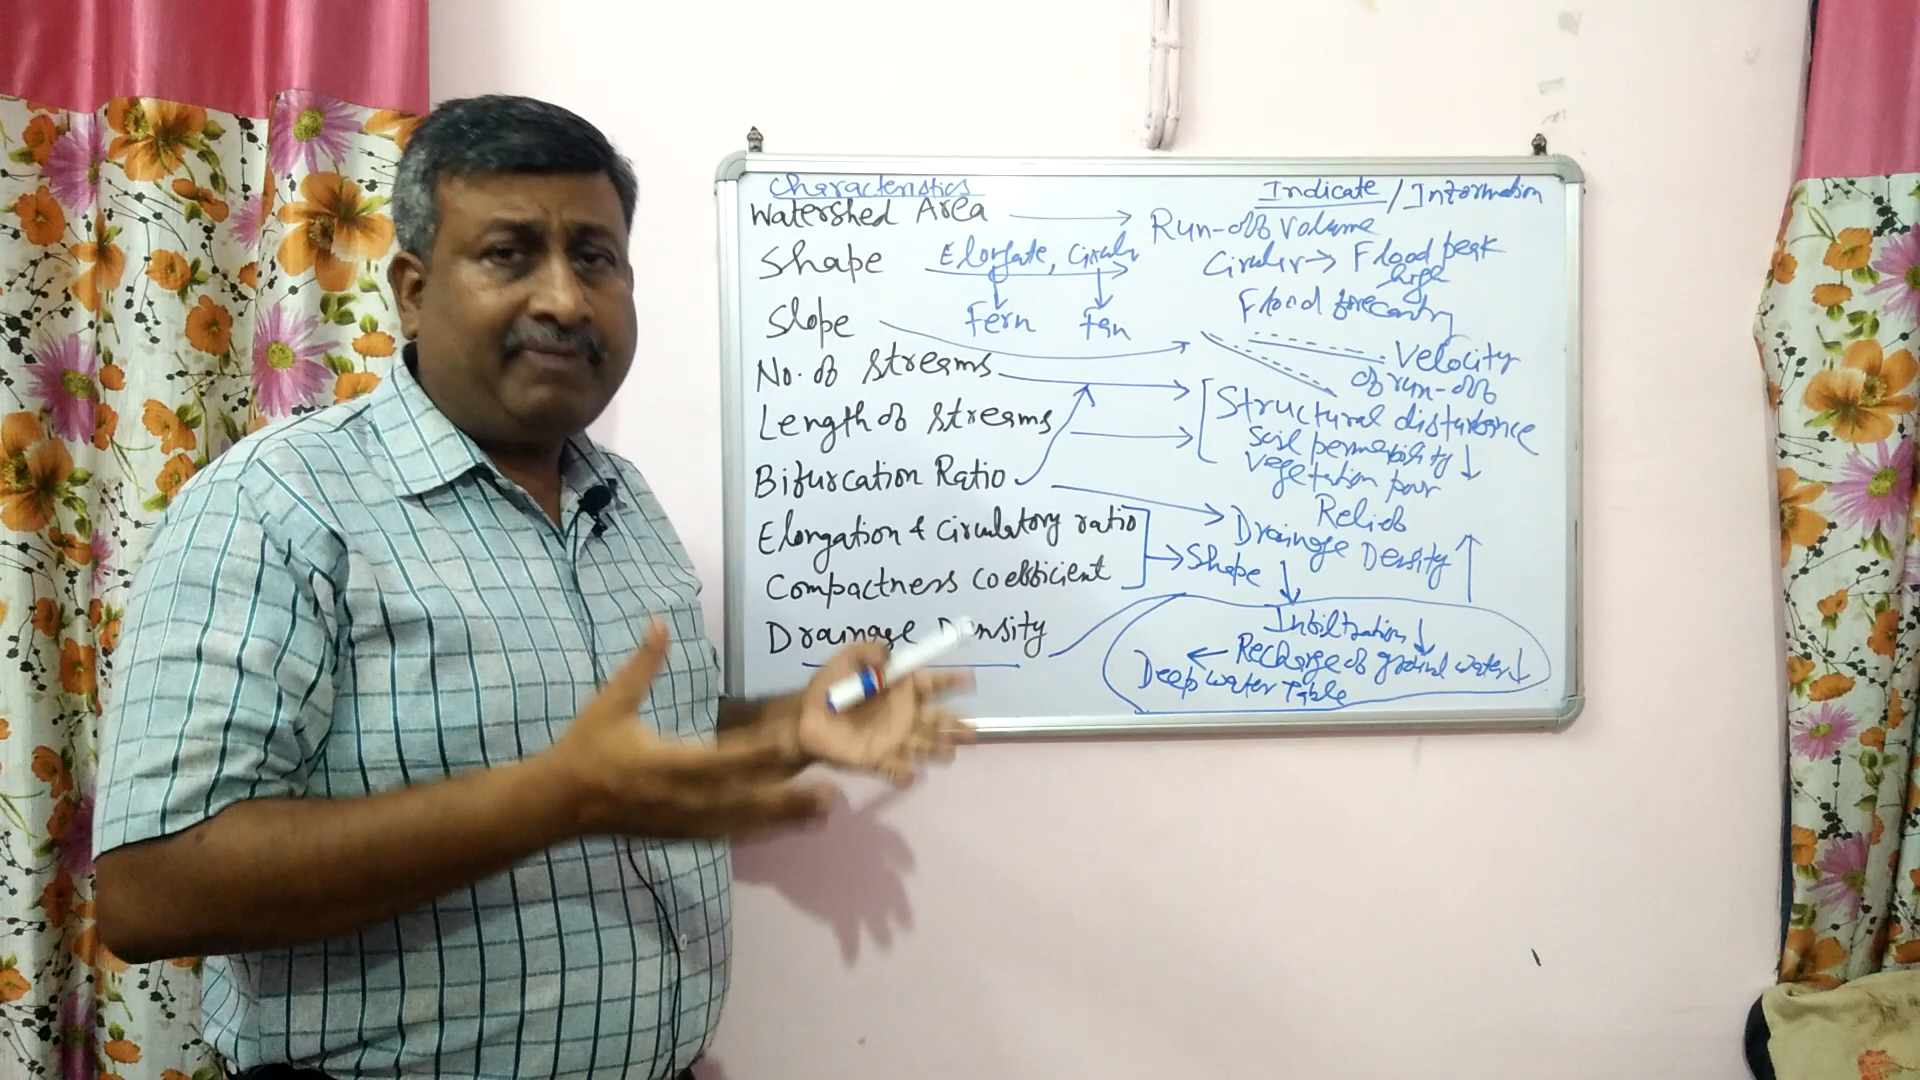 Characteristics
Indicate / Information
Watershed Area
Run-off Volume
Shape
Elongate, Circular
Circular → Flood peak
high
Fern
Fan
Flood forecasting
Slope
Velocity
of run-off
No. of Streams
Structural disturbance
Length of Streams
Soil permeability ↓
Vegetation poor
Bifurcation Ratio
Relief
Drainage Density ↑
Elongation & Circulatory ratio
Shape ↓
Compactness Coefficient
Drainage Density
Infiltration ↓
← Recharge of ground water ↓
Deep water Table